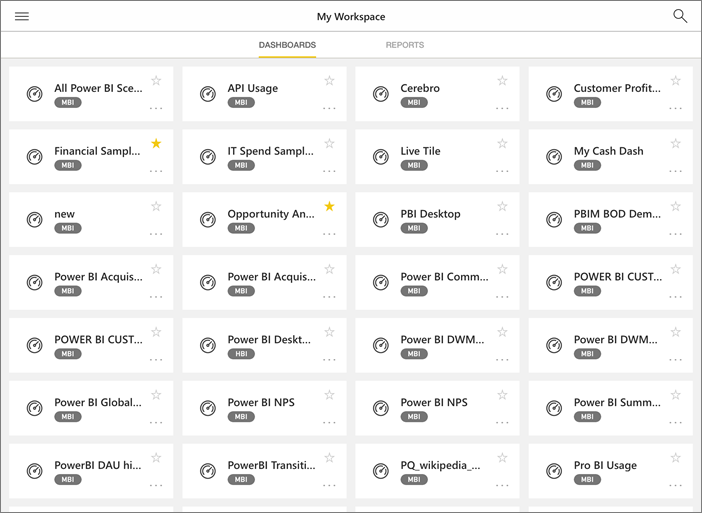 My Workspace
DASHBOARDS REPORTS
All Power BI Sce...
MBI
API Usage
MBI
Cerebro
MBI
Customer Profit...
MBI
Financial Sampl...
MBI
IT Spend Sampl...
MBI
Live Tile
MBI
My Cash Dash
MBI
new
MBI
Opportunity An...
MBI
PBI Desktop
MBI
PBIM BOD Dem...
MBI
Power BI Acquis...
MBI
Power BI Acquis...
MBI
Power BI Comm...
MBI
POWER BI CUST...
MBI
POWER BI CUST...
MBI
Power BI Deskt...
HBI
Power BI DWM...
MBI
Power BI DWM...
MBI
Power BI Global...
MBI
Power BI NPS
MBI
Power BI NPS
MBI
Power BI Summ...
MBI
PowerBI DAU hi...
MBI
PowerBI Transiti...
MBI
PQ_wikipedia_...
MBI
Pro BI Usage
MBI